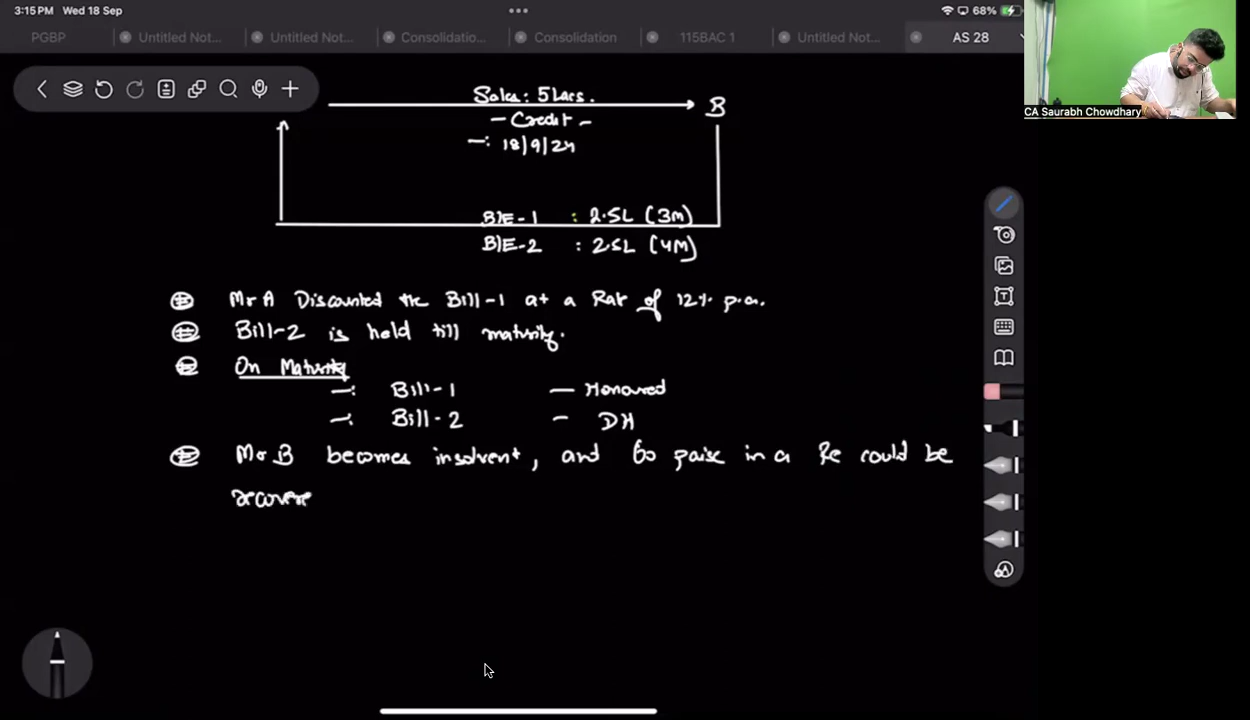 3:15 PM Wed 18 Sep
68%
PGBP
Untitled Not...
Untitled Not...
Consolidatio...
Consolidation
115BAC 1
Untitled Not...
AS 28
CA Saurabh Chowdhary
Sales: 5 Lacs.
B
- Credit -
-: 18/9/24
B/E-1 : 2.5L (3M)
B/E-2 : 2.5L (4M)
Mr A Discounted the Bill-1 at a Rate of 12% p.a.
Bill-2 is held till maturity.
On Maturity
-: Bill-1 - Honoured
-: Bill-2 - DH
Mr B becomes insolvent, and 60 paise in a Re could be
recovere